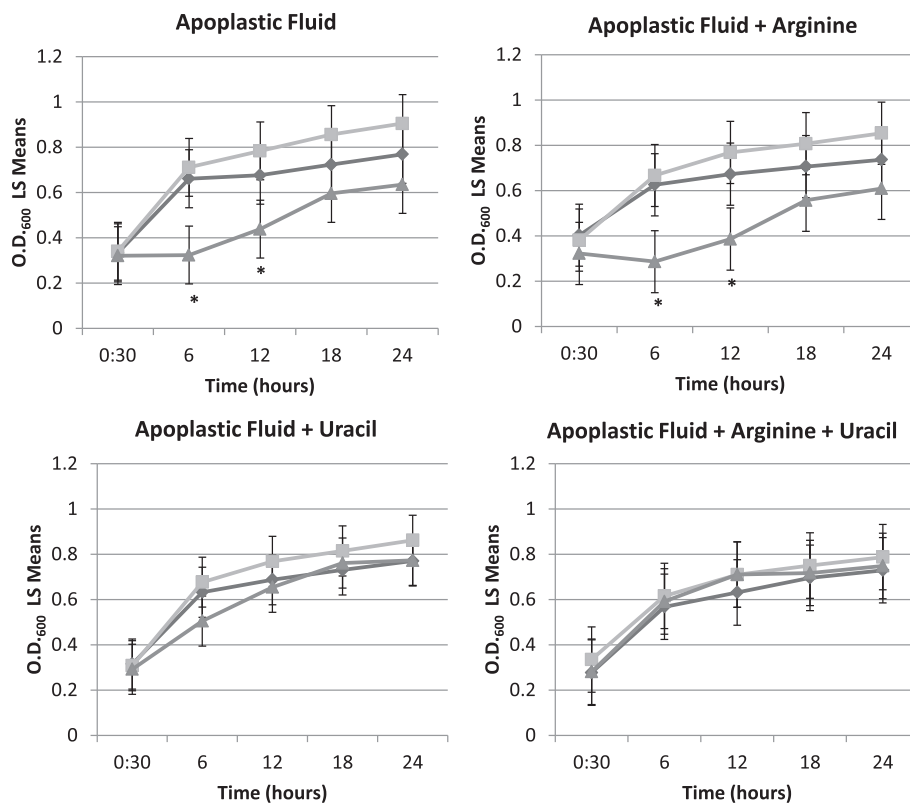 Apoplastic Fluid
1.2
1
0.8
0.6
0.4
0.2
0
O.D.600 LS Means
*
*
0:30 6 12 18 24
Time (hours)
Apoplastic Fluid + Arginine
1.2
1
0.8
0.6
0.4
0.2
0
O.D.600 LS Means
*
*
0:30 6 12 18 24
Time (hours)
Apoplastic Fluid + Uracil
1.2
1
0.8
0.6
0.4
0.2
0
O.D.600 LS Means
0:30 6 12 18 24
Time (hours)
Apoplastic Fluid + Arginine + Uracil
1.2
1
0.8
0.6
0.4
0.2
0
O.D.600 LS Means
0:30 6 12 18 24
Time (hours)